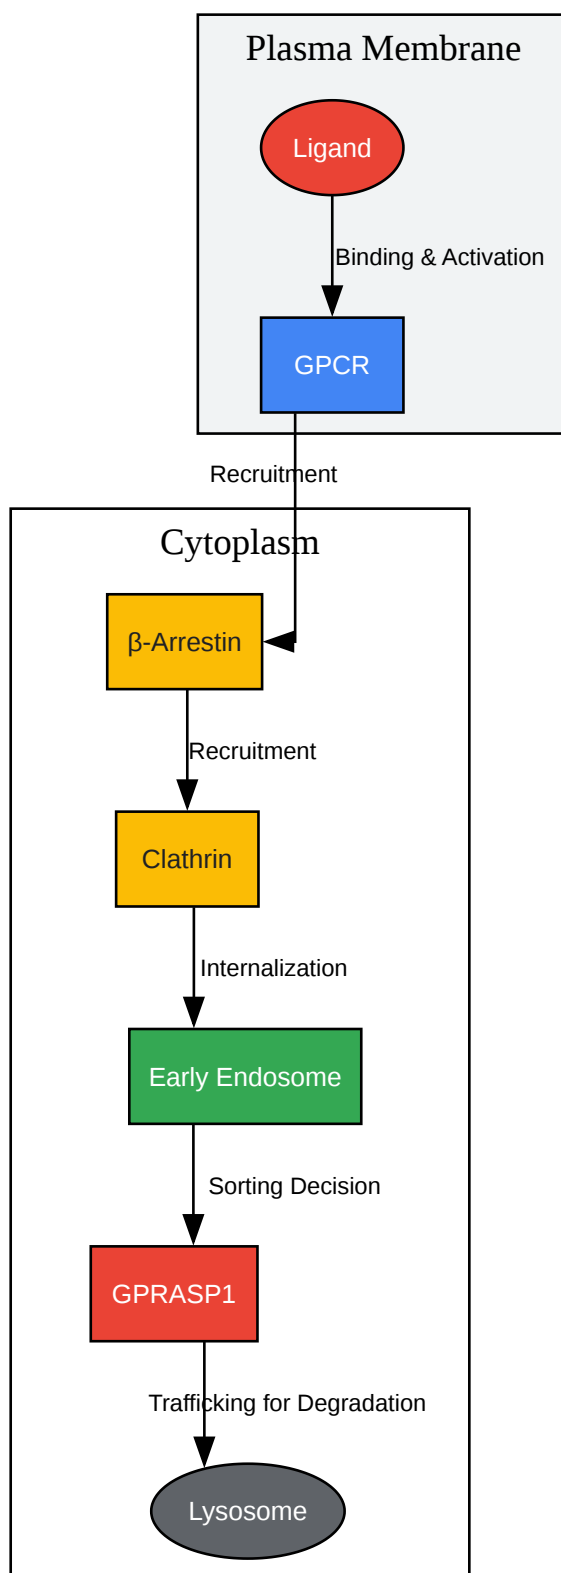 Plasma Membrane
Ligand
Binding & Activation
GPCR
Recruitment
Cytoplasm
β-Arrestin
Recruitment
Clathrin
Internalization
Early Endosome
Sorting Decision
GPRASP1
Trafficking for Degradation
Lysosome